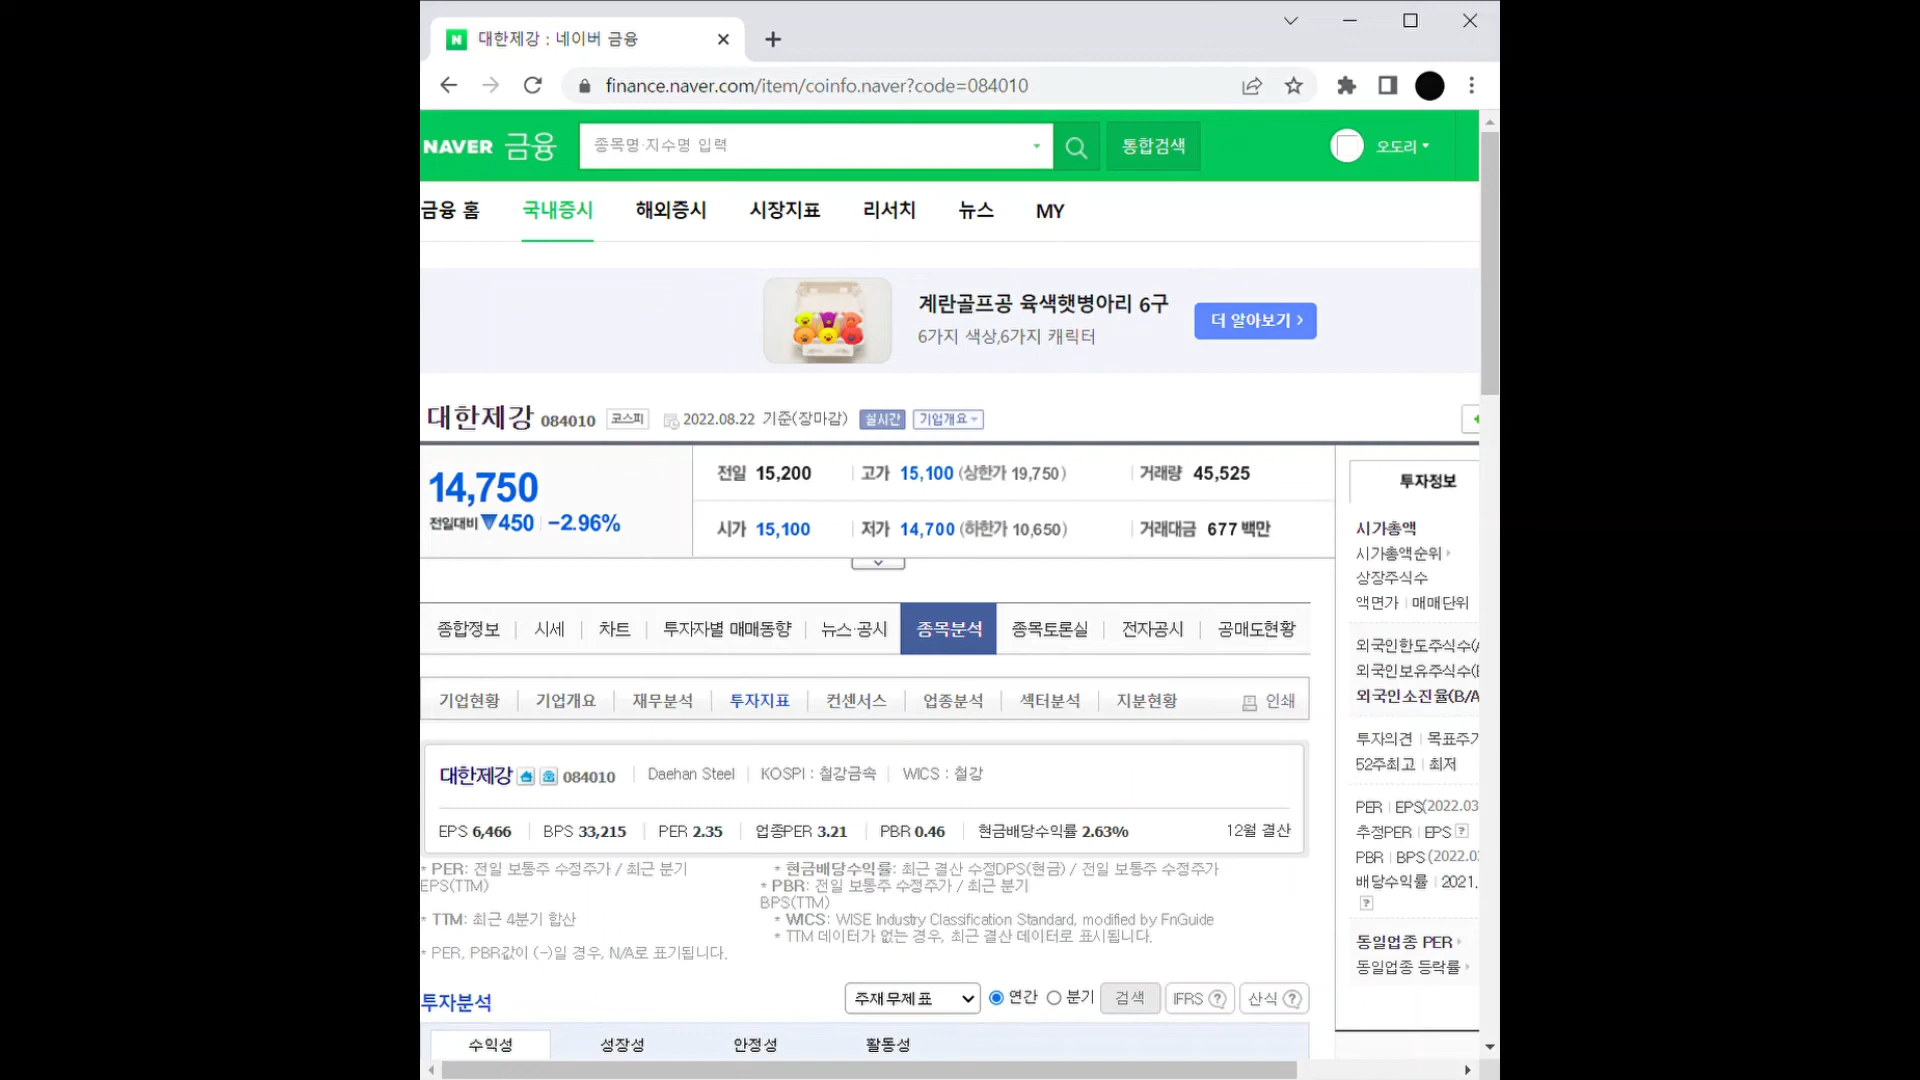 대한제강 : 네이버 금융
finance.naver.com/item/coinfo.naver?code=084010
NAVER 금융 종목명·지수명 입력 통합검색 오도리
금융 홈 국내증시 해외증시 시장지표 리서치 뉴스 MY
계란골프공 육색햇병아리 6구
6가지 색상,6가지 캐릭터
더 알아보기 >
대한제강 084010 코스피 2022.08.22 기준(장마감) 실시간 기업개요
14,750
전일대비 ▼450 -2.96%
전일 15,200 고가 15,100 (상한가 19,750) 거래량 45,525
시가 15,100 저가 14,700 (하한가 10,650) 거래대금 677 백만
투자정보
시가총액
시가총액순위
상장주식수
액면가 | 매매단위
외국인한도주식수(A
외국인보유주식수(B
외국인소진율(B/A
투자의견 | 목표주가
52주최고 | 최저
PER | EPS(2022.03
추정PER | EPS ?
PBR | BPS (2022.0
배당수익률 | 2021.
?
동일업종 PER
동일업종 등락률
종합정보 시세 차트 투자자별 매매동향 뉴스·공시 종목분석 종목토론실 전자공시 공매도현황
기업현황 기업개요 재무분석 투자지표 컨센서스 업종분석 섹터분석 지분현황 인쇄
대한제강 084010 Daehan Steel KOSPI : 철강금속 WICS : 철강
EPS 6,466 BPS 33,215 PER 2.35 업종PER 3.21 PBR 0.46 현금배당수익률 2.63% 12월 결산
* PER: 전일 보통주 수정주가 / 최근 분기
EPS(TTM)
* 현금배당수익률: 최근 결산 수정DPS(현금) / 전일 보통주 수정주가
* PBR: 전일 보통주 수정주가 / 최근 분기
BPS(TTM)
* TTM: 최근 4분기 합산
* WICS: WISE Industry Classification Standard, modified by FnGuide
* TTM 데이터가 없는 경우, 최근 결산 데이터로 표시됩니다.
* PER, PBR값이 (-)일 경우, N/A로 표기됩니다.
투자분석 주재무제표 연간 분기 검색 IFRS ? 산식 ?
수익성 성장성 안정성 활동성